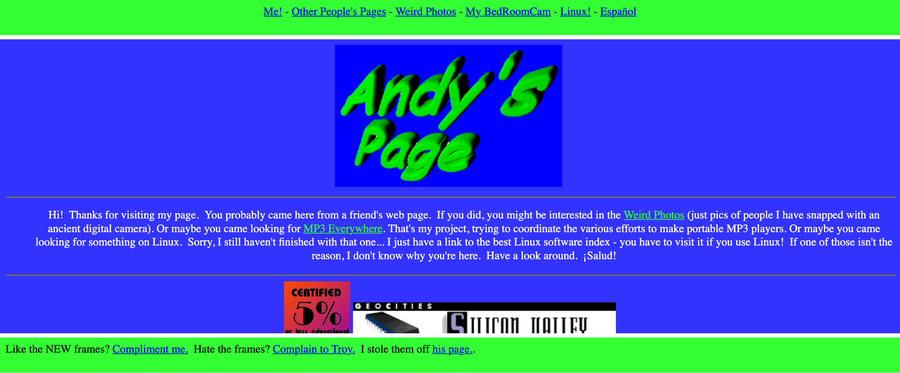 Me! - Other People's Pages - Weird Photos - My BedRoomCam - Linux! - Español
Andy's
Page
Hi!  Thanks for visiting my page.  You probably came here from a friend's web page.  If you did, you might be interested in the Weird Photos (just pics of people I have snapped with an
ancient digital camera). Or maybe you came looking for MP3 Everywhere. That's my project, trying to coordinate the various efforts to make portable MP3 players. Or maybe you came
looking for something on Linux.  Sorry, I still haven't finished with that one... I just have a link to the best Linux software index - you have to visit it if you use Linux!  If one of those isn't the
reason, I don't know why you're here.  Have a look around.  ¡Salud!
CERTIFIED
5%
or less educational
GEOCITIES
SILICON VALLEY
Like the NEW frames? Compliment me.  Hate the frames? Complain to Troy.  I stole them off his page..